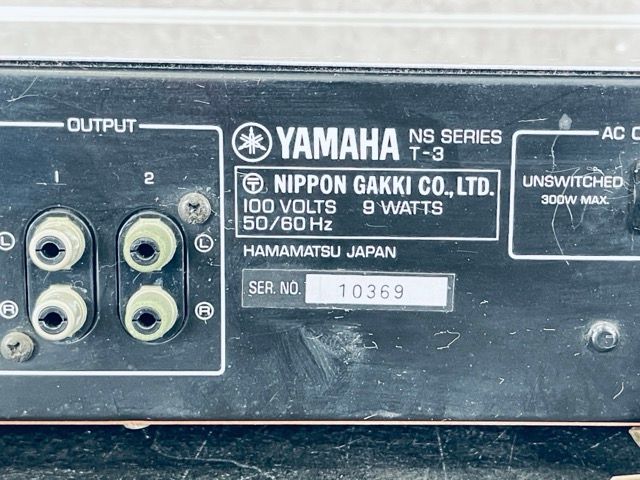 OUTPUT
1 2
L L
R R
YAMAHA NS SERIES
T-3
NIPPON GAKKI CO., LTD.
100 VOLTS 9 WATTS
50/60 Hz
HAMAMATSU JAPAN
SER. NO. 10369
AC O
UNSWITCHED
300W MAX.